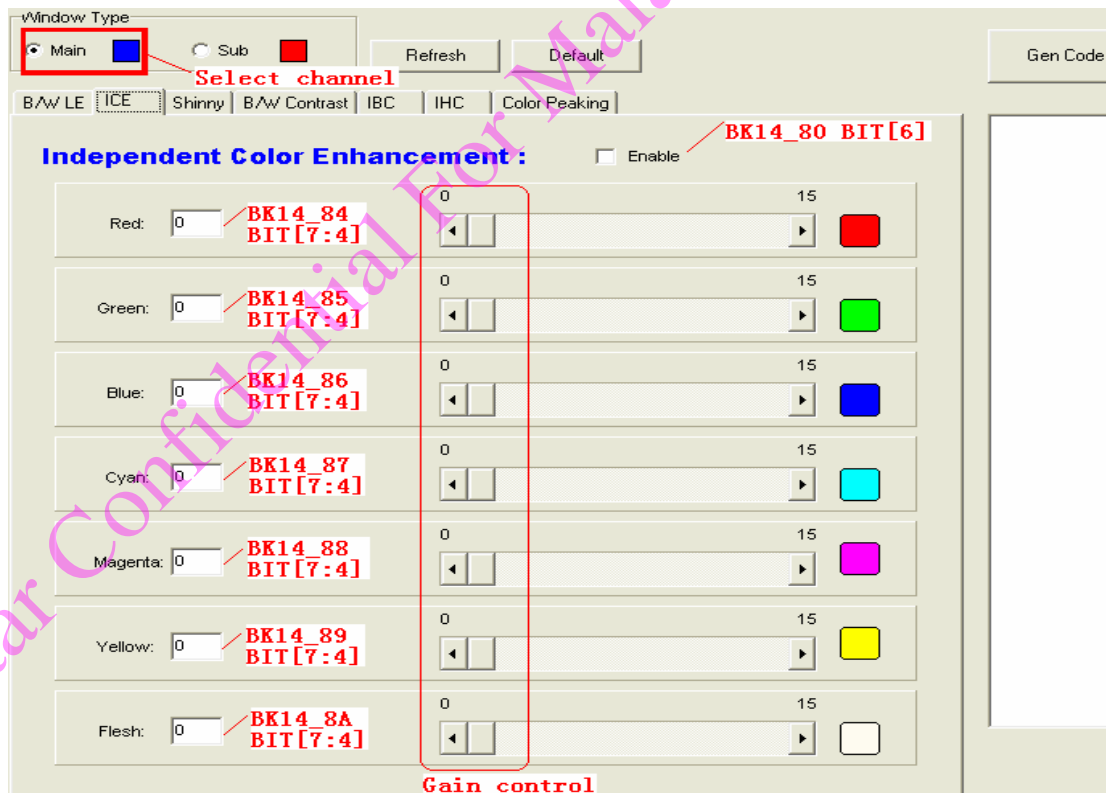 Window Type
Main
Sub
Refresh
Default
Gen Code
Select channel
B/W LE
ICE
Shinny
B/W Contrast
IBC
IHC
Color Peaking
BK14_80 BIT[6]
Independent Color Enhancement :
Enable
0
15
Red:
0
BK14_84
BIT[7:4]
0
15
Green:
0
BK14_85
BIT[7:4]
0
15
Blue:
0
BK14_86
BIT[7:4]
0
15
Cyan:
0
BK14_87
BIT[7:4]
0
15
Magenta:
0
BK14_88
BIT[7:4]
0
15
Yellow:
0
BK14_89
BIT[7:4]
0
15
Flesh:
0
BK14_8A
BIT[7:4]
Gain control
Confidential For